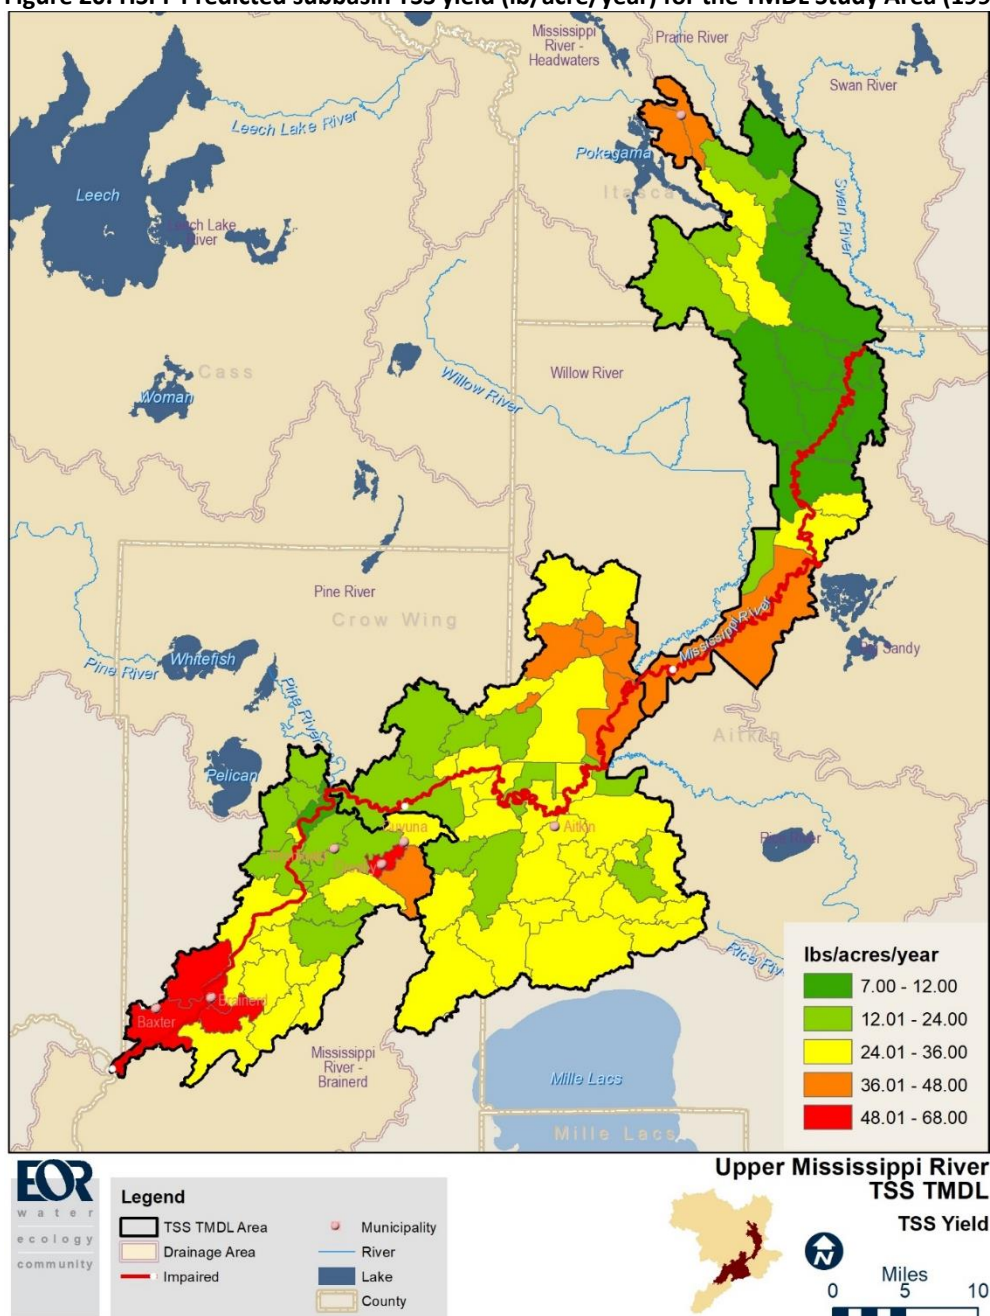 Figure 20. HSPF Predicted subbasin TSS yield (lb/acre/year) for the TMDL Study Area (199
Mississippi
River -
Headwaters
Prairie River
Swan River
Leech Lake River
Pokegama
Itasca
Leech
Leech Lake
River
Swan River
Cass
Woman
Willow River
Willow River
Pine River
Crow Wing
Mississippi River
Whitefish
Pine River
Pine River
Sandy
Aitkin
Pelican
Cuyuna
Aitkin
Rice River
Brainerd
Baxter
Mississippi
River -
Brainerd
Mille Lacs
Mille Lacs
lbs/acres/year
7.00 - 12.00
12.01 - 24.00
24.01 - 36.00
36.01 - 48.00
48.01 - 68.00
EOR
water
ecology
community
Legend
TSS TMDL Area
Drainage Area
Impaired
Municipality
River
Lake
County
Upper Mississippi River
TSS TMDL
TSS Yield
N
Miles
0 5 10